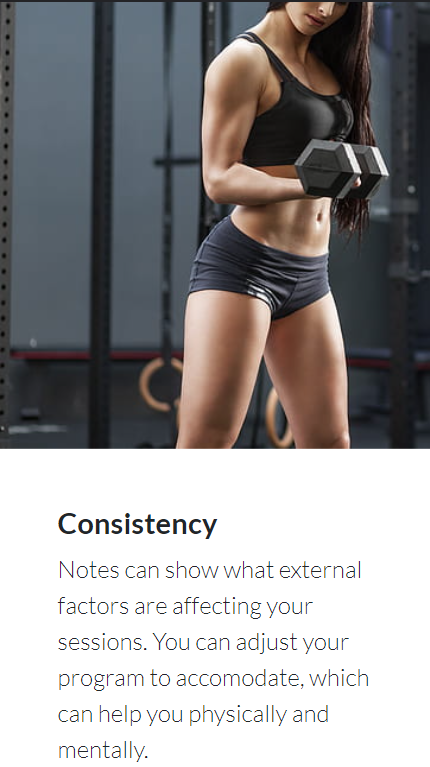 Consistency
Notes can show what external
factors are affecting your
sessions. You can adjust your
program to accomodate, which
can help you physically and
mentally.